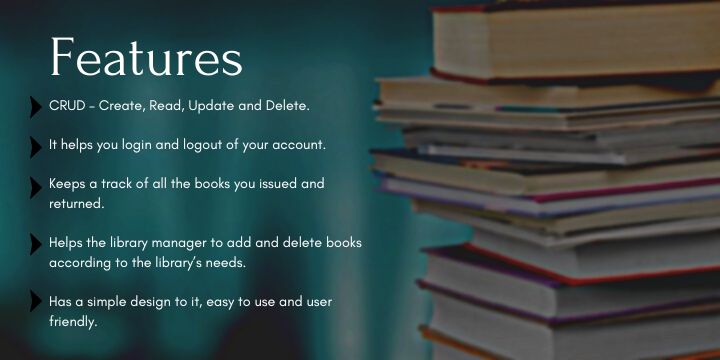 Features
CRUD – Create, Read, Update and Delete.
It helps you login and logout of your account.
Keeps a track of all the books you issued and
returned.
Helps the library manager to add and delete books
according to the library's needs.
Has a simple design to it, easy to use and user
friendly.